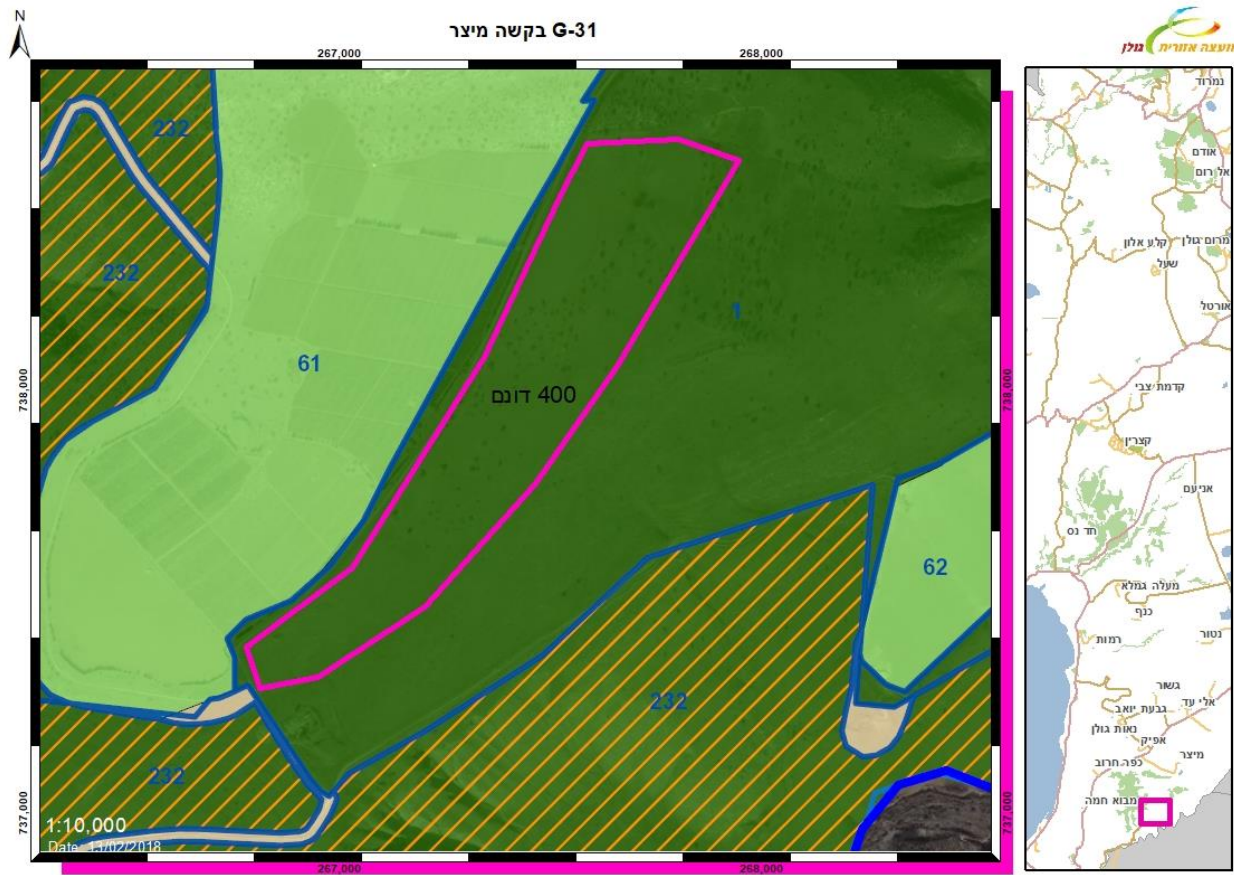 N
בקשה מיצר G-31
מועצה אזורית גולן
267,000
268,000
232
232
61
1
400 דונם
62
232
232
738,000
738,000
737,000
737,000
1:10,000
Date: 13/02/2018
267,000
268,000
נמרוד
אודם
אל רום
מרום גולן
קלע אלון
שעל
אורטל
קדמת צבי
קצרין
אניעם
חד נס
מעלה גמלא
כנף
נטור
רמות
גשור
אלי עד
גבעת יואב
נאות גולן
אפיק
מיצר
כפר חרוב
מבוא חמה